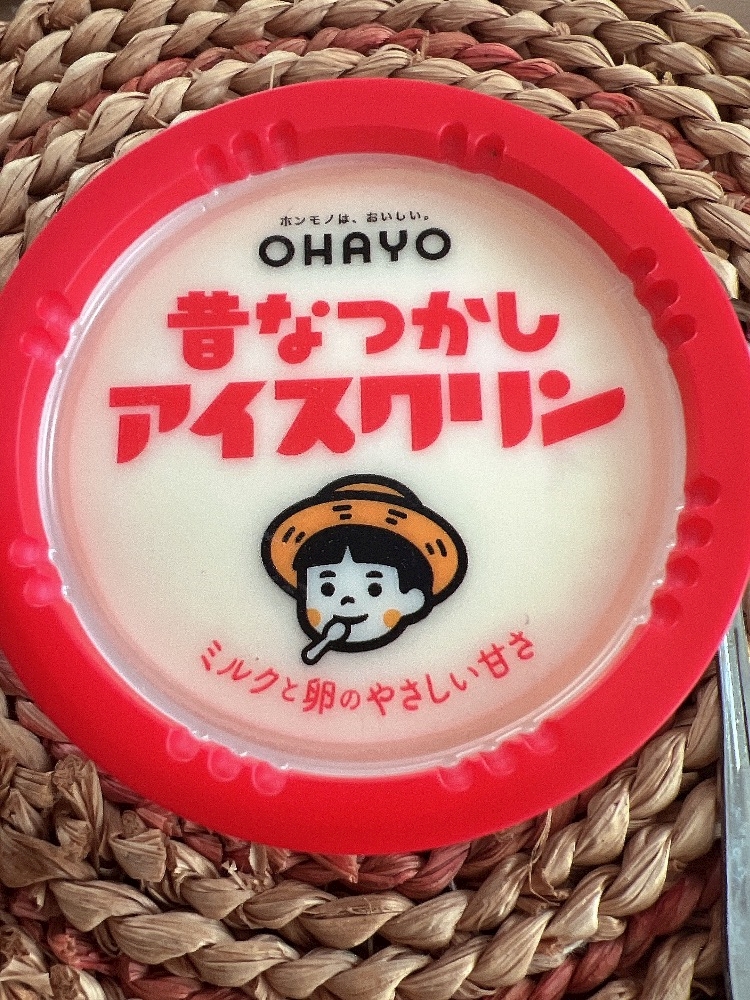 ホンモノは、おいしい。
OHAYO
昔なつかし
アイスクリン
ミルクと卵のやさしい甘さ